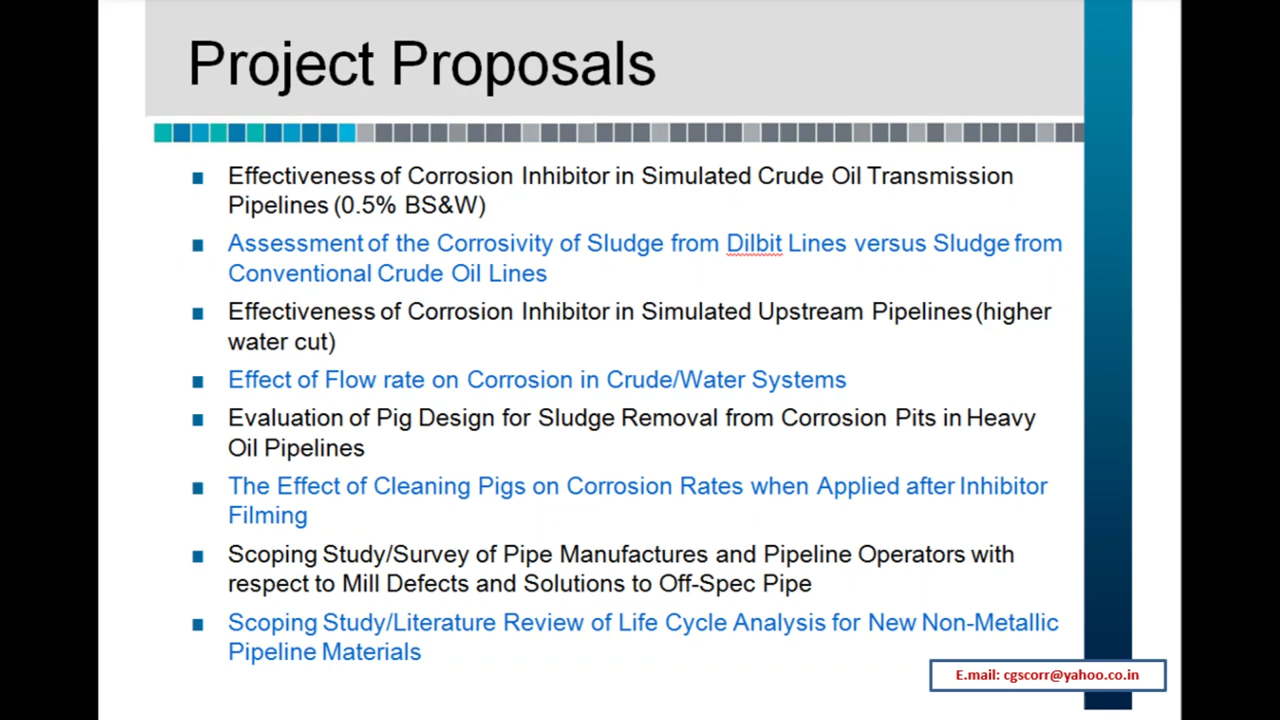 Project Proposals
Effectiveness of Corrosion Inhibitor in Simulated Crude Oil Transmission
Pipelines (0.5% BS&W)
Assessment of the Corrosivity of Sludge from Dilbit Lines versus Sludge from
Conventional Crude Oil Lines
Effectiveness of Corrosion Inhibitor in Simulated Upstream Pipelines (higher
water cut)
Effect of Flow rate on Corrosion in Crude/Water Systems
Evaluation of Pig Design for Sludge Removal from Corrosion Pits in Heavy
Oil Pipelines
The Effect of Cleaning Pigs on Corrosion Rates when Applied after Inhibitor
Filming
Scoping Study/Survey of Pipe Manufactures and Pipeline Operators with
respect to Mill Defects and Solutions to Off-Spec Pipe
Scoping Study/Literature Review of Life Cycle Analysis for New Non-Metallic
Pipeline Materials
E.mail: cgscorr@yahoo.co.in